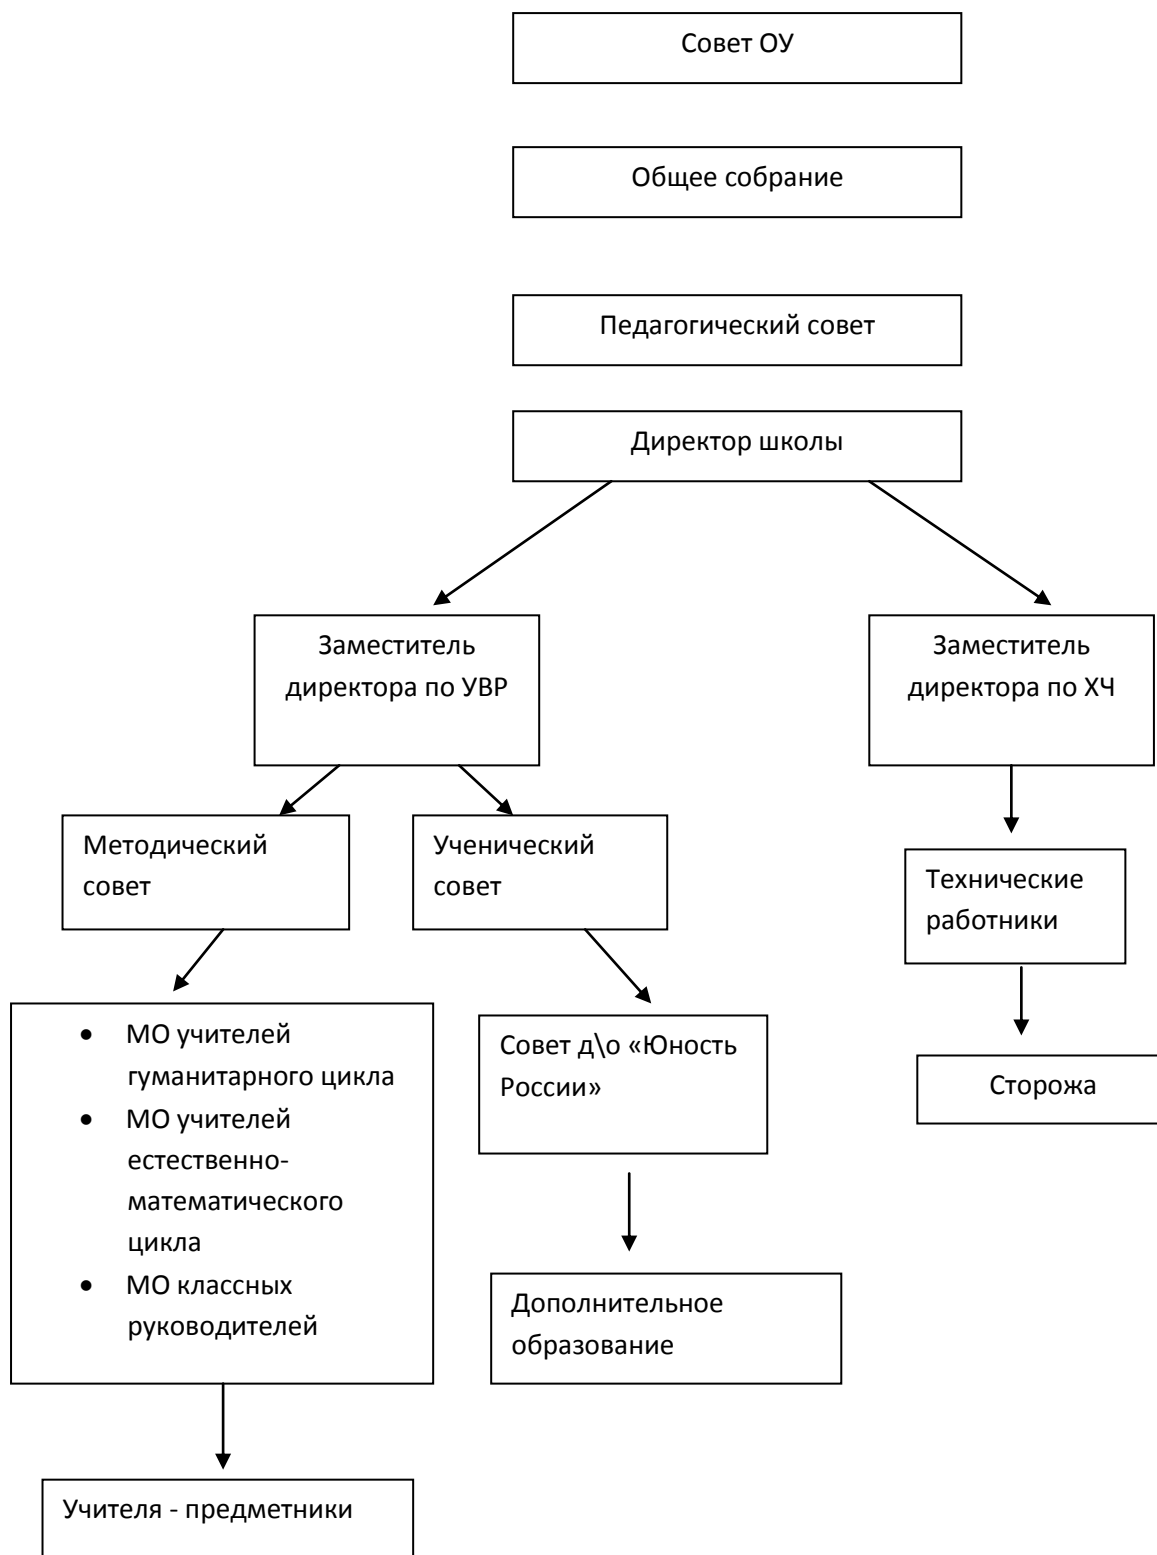 Совет ОУ
Общее собрание
Педагогический совет
Директор школы
Заместитель
директора по УВР
Заместитель
директора по ХЧ
Методический
совет
Ученический
совет
Технические
работники
• МО учителей
гуманитарного цикла
• МО учителей
естественно-
математического
цикла
• МО классных
руководителей
Совет д\о «Юность
России»
Сторожа
Дополнительное
образование
Учителя - предметники